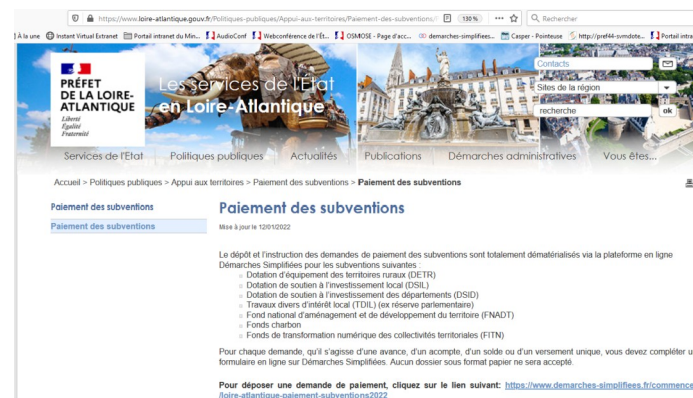 https://www.loire-atlantique.gouv.fr/Politiques-publiques/Appui-aux-territoires/Paiement-des-subventions/ 130% ... Rechercher
À la une Instant Virtual Extranet Portail intranet du Min... AudioConf Webconférence de l'Ét... OSMOSE - Page d'acc... demarches-simplifiees... Casper - Pointeuse http://pref44-svmdote... Portail intra
PRÉFET
DE LA LOIRE-
ATLANTIQUE
Liberté
Égalité
Fraternité
Les services de l'État
en Loire-Atlantique
Contacts
Sites de la région
recherche ok
Services de l'Etat Politiques publiques Actualités Publications Démarches administratives Vous êtes...
Accueil > Politiques publiques > Appui aux territoires > Paiement des subventions > Paiement des subventions
Paiement des subventions
Paiement des subventions
Paiement des subventions
Mise à jour le 12/01/2022
Le dépôt et l'instruction des demandes de paiement des subventions sont totalement dématérialisés via la plateforme en ligne
Démarches Simplifiées pour les subventions suivantes :
Dotation d'équipement des territoires ruraux (DETR)
Dotation de soutien à l'investissement local (DSIL)
Dotation de soutien à l'investissement des départements (DSID)
Travaux divers d'intérêt local (TDIL) (ex réserve parlementaire)
Fond national d'aménagement et de développement du territoire (FNADT)
Fonds charbon
Fonds de transformation numérique des collectivités territoriales (FITN)
Pour chaque demande, qu'il s'agisse d'une avance, d'un acompte, d'un solde ou d'un versement unique, vous devez compléter u
formulaire en ligne sur Démarches Simplifiées. Aucun dossier sous format papier ne sera accepté.
Pour déposer une demande de paiement, cliquez sur le lien suivant: https://www.demarches-simplifiees.fr/commence
/loire-atlantique-paiement-subventions2022